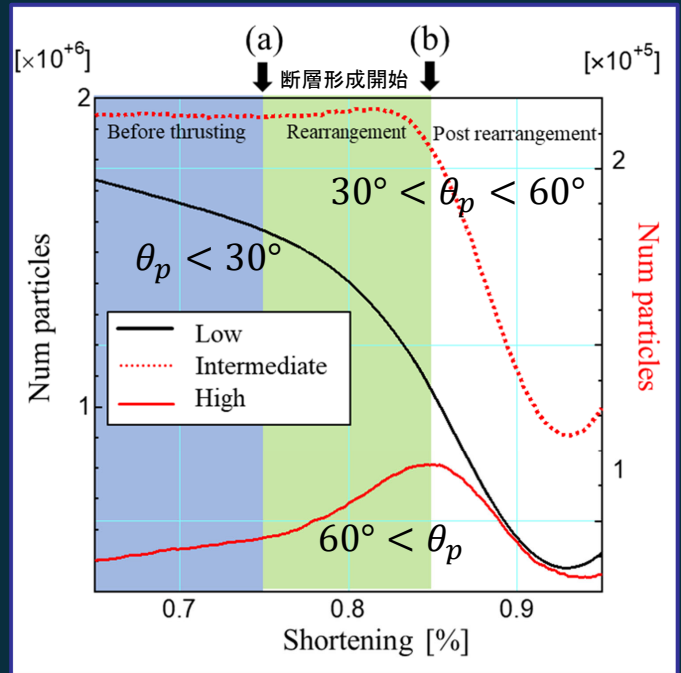 (a)
(b)
[×10⁺⁶]
断層形成開始
[×10⁺⁵]
2
Before thrusting
Rearrangement
Post rearrangement
2
30° < θₚ < 60°
θₚ < 30°
Num particles
Num particles
Low
Intermediate
High
1
1
60° < θₚ
0.7
0.8
0.9
Shortening [%]